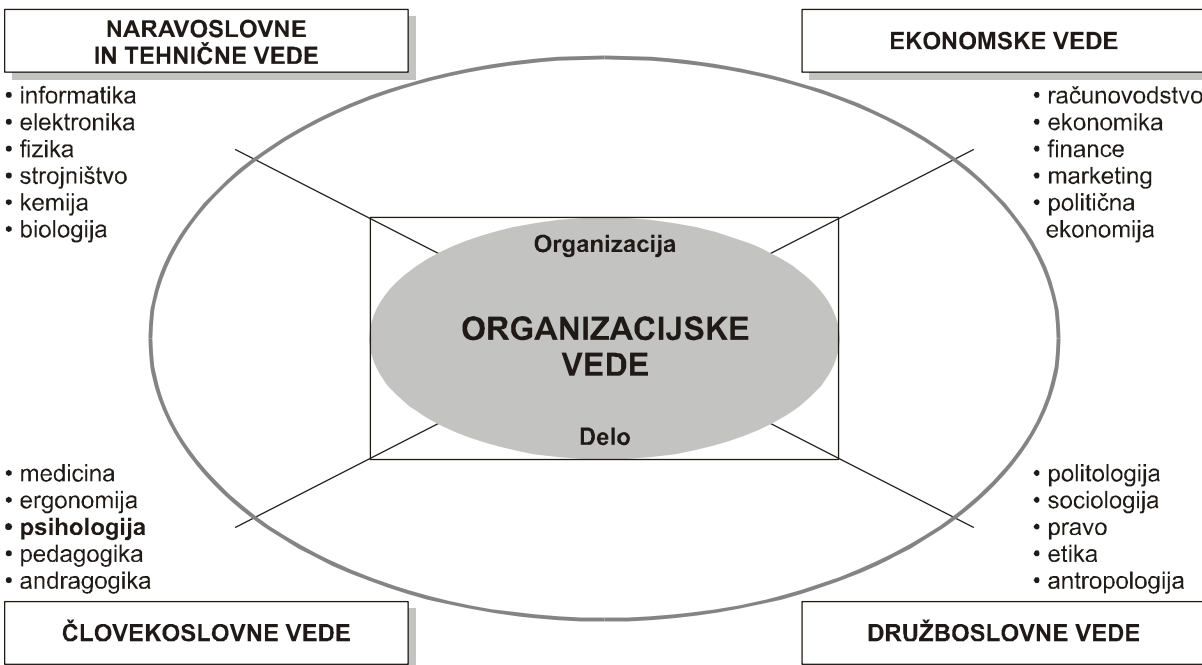 NARAVOSLOVNE
IN TEHNIČNE VEDE
• informatika
• elektronika
• fizika
• strojništvo
• kemija
• biologija
EKONOMSKE VEDE
• računovodstvo
• ekonomika
• finance
• marketing
• politična
ekonomija
Organizacija
ORGANIZACIJSKE
VEDE
Delo
• medicina
• ergonomija
• psihologija
• pedagogika
• andragogika
ČLOVEKOSLOVNE VEDE
• politologija
• sociologija
• pravo
• etika
• antropologija
DRUŽBOSLOVNE VEDE